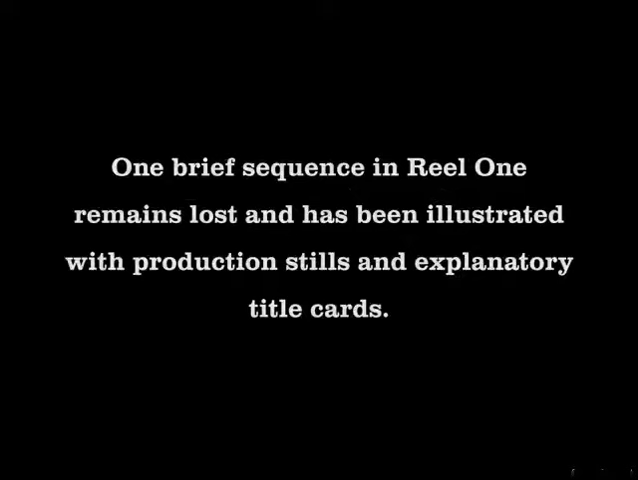 One brief sequence in Reel One
remains lost and has been illustrated
with production stills and explanatory
title cards.